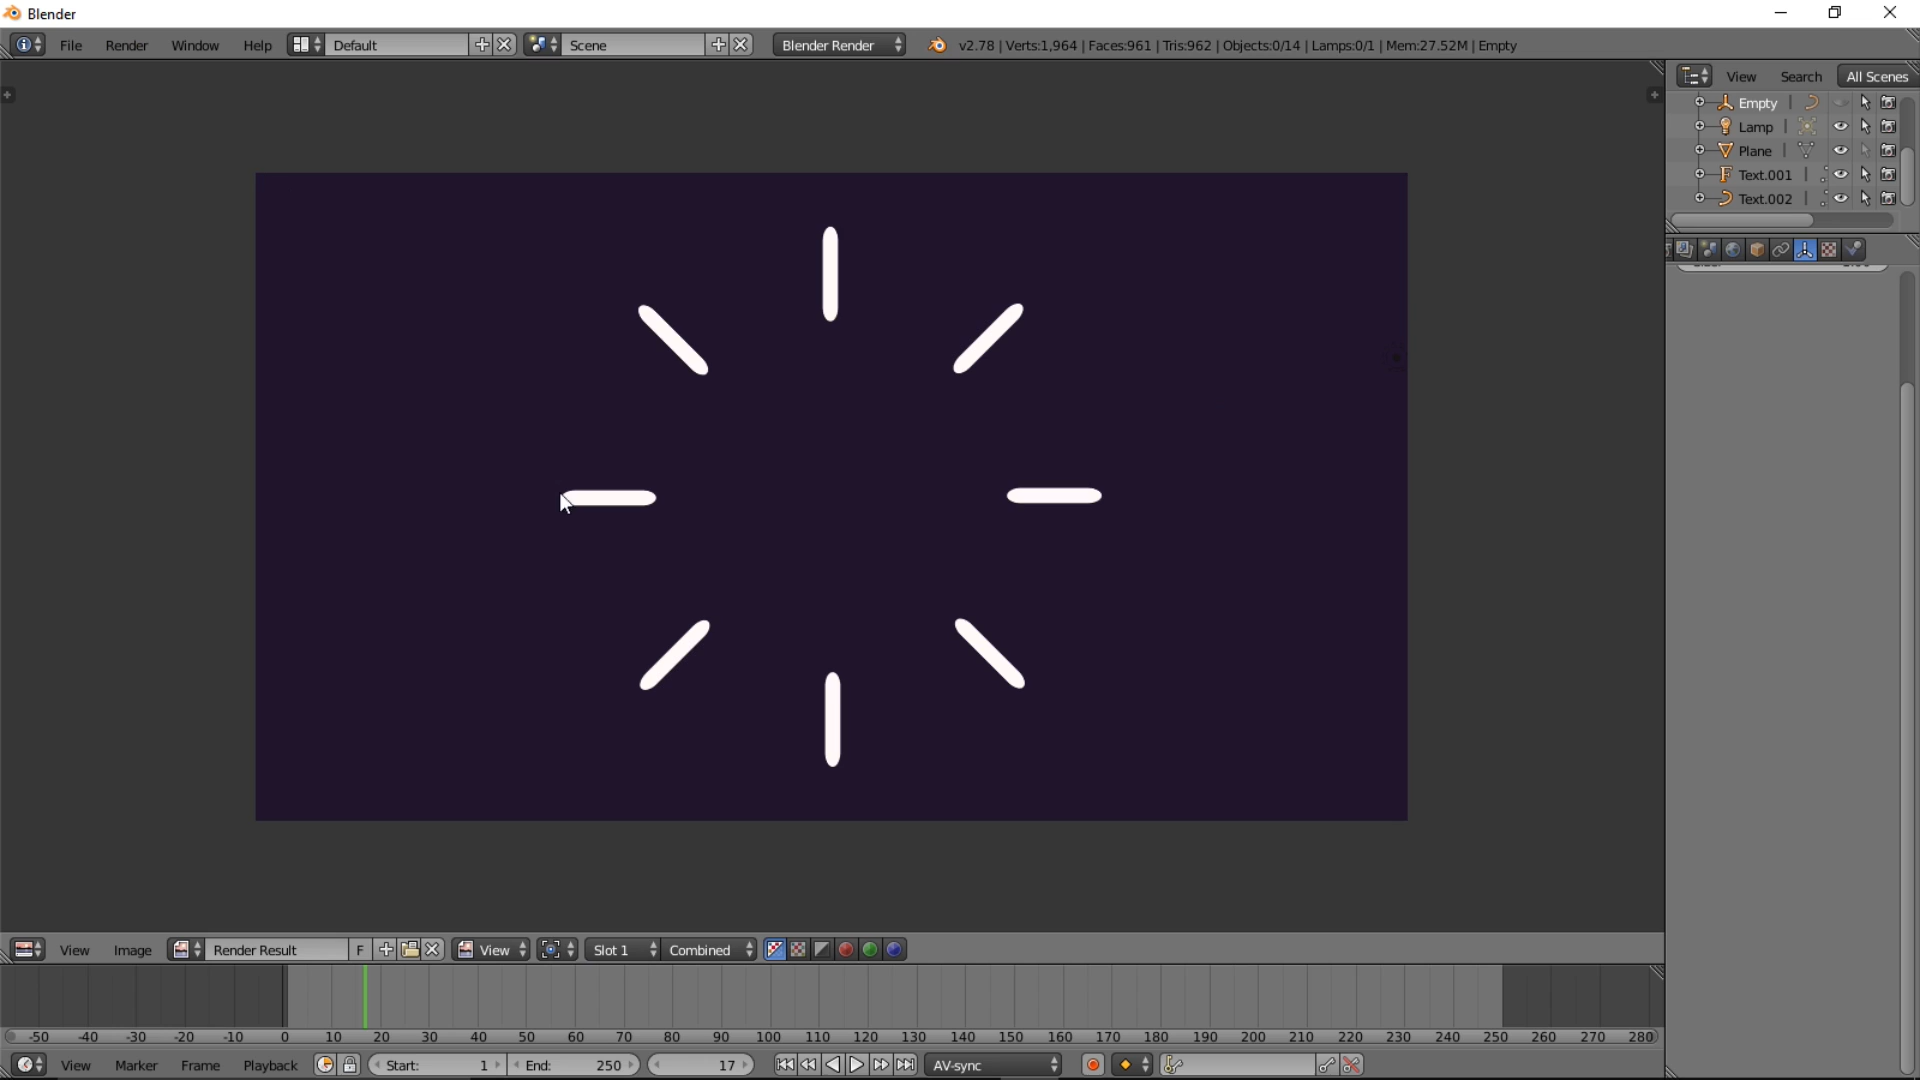 Blender
File Render Window Help Default Scene Blender Render v2.78 | Verts:1,964 | Faces:961 | Tris:962 | Objects:0/14 | Lamps:0/1 | Mem:27.52M | Empty
View Search All Scenes
Empty
Lamp
Plane
Text.001
Text.002
View Image Render Result F View Slot 1 Combined
-50 -40 -30 -20 -10 0 10 20 30 40 50 60 70 80 90 100 110 120 130 140 150 160 170 180 190 200 210 220 230 240 250 260 270 280
View Marker Frame Playback Start: 1 End: 250 17 AV-sync